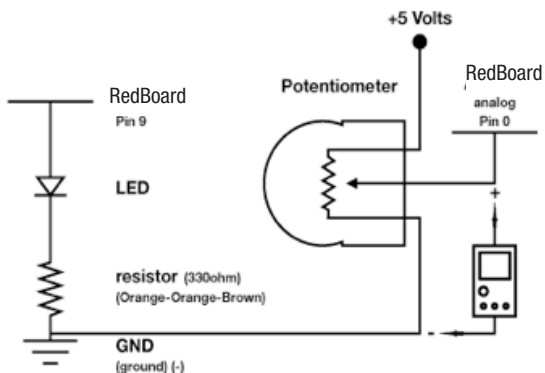 +5 Volts
RedBoard
Pin 9
Potentiometer
RedBoard
analog
Pin 0
LED
+
resistor (330ohm)
(Orange-Orange-Brown)
-
GND
(ground) (-)